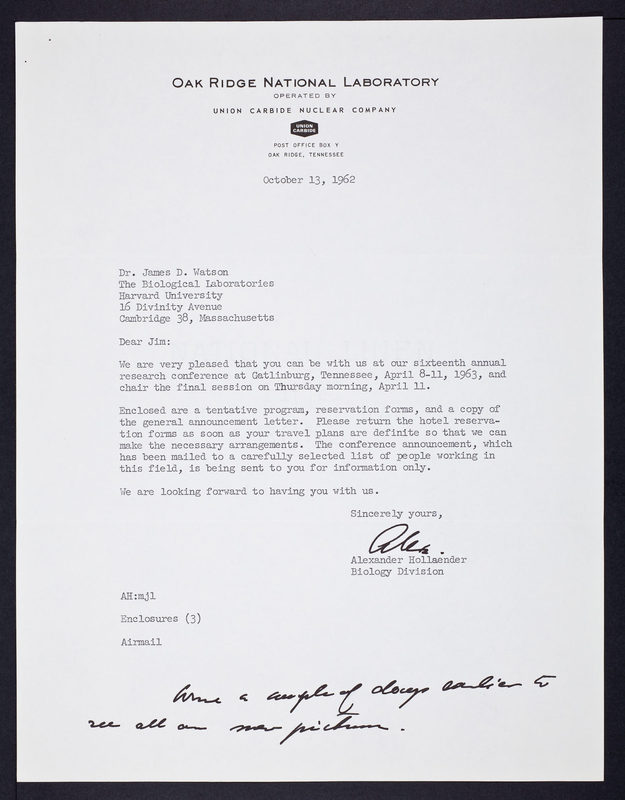 OAK RIDGE NATIONAL LABORATORY
OPERATED BY
UNION CARBIDE NUCLEAR COMPANY
UNION
CARBIDE
POST OFFICE BOX Y
OAK RIDGE, TENNESSEE
October 13, 1962
Dr. James D. Watson
The Biological Laboratories
Harvard University
16 Divinity Avenue
Cambridge 38, Massachusetts
Dear Jim:
We are very pleased that you can be with us at our sixteenth annual
research conference at Gatlinburg, Tennessee, April 8-11, 1963, and
chair the final session on Thursday morning, April 11.
Enclosed are a tentative program, reservation forms, and a copy of
the general announcement letter. Please return the hotel reserva-
tion forms as soon as your travel plans are definite so that we can
make the necessary arrangements. The conference announcement, which
has been mailed to a carefully selected list of people working in
this field, is being sent to you for information only.
We are looking forward to having you with us.
Sincerely yours,
Alex.
Alexander Hollaender
Biology Division
AH:mjl
Enclosures (3)
Airmail
a couple of days earlier to
see all our new pictures.